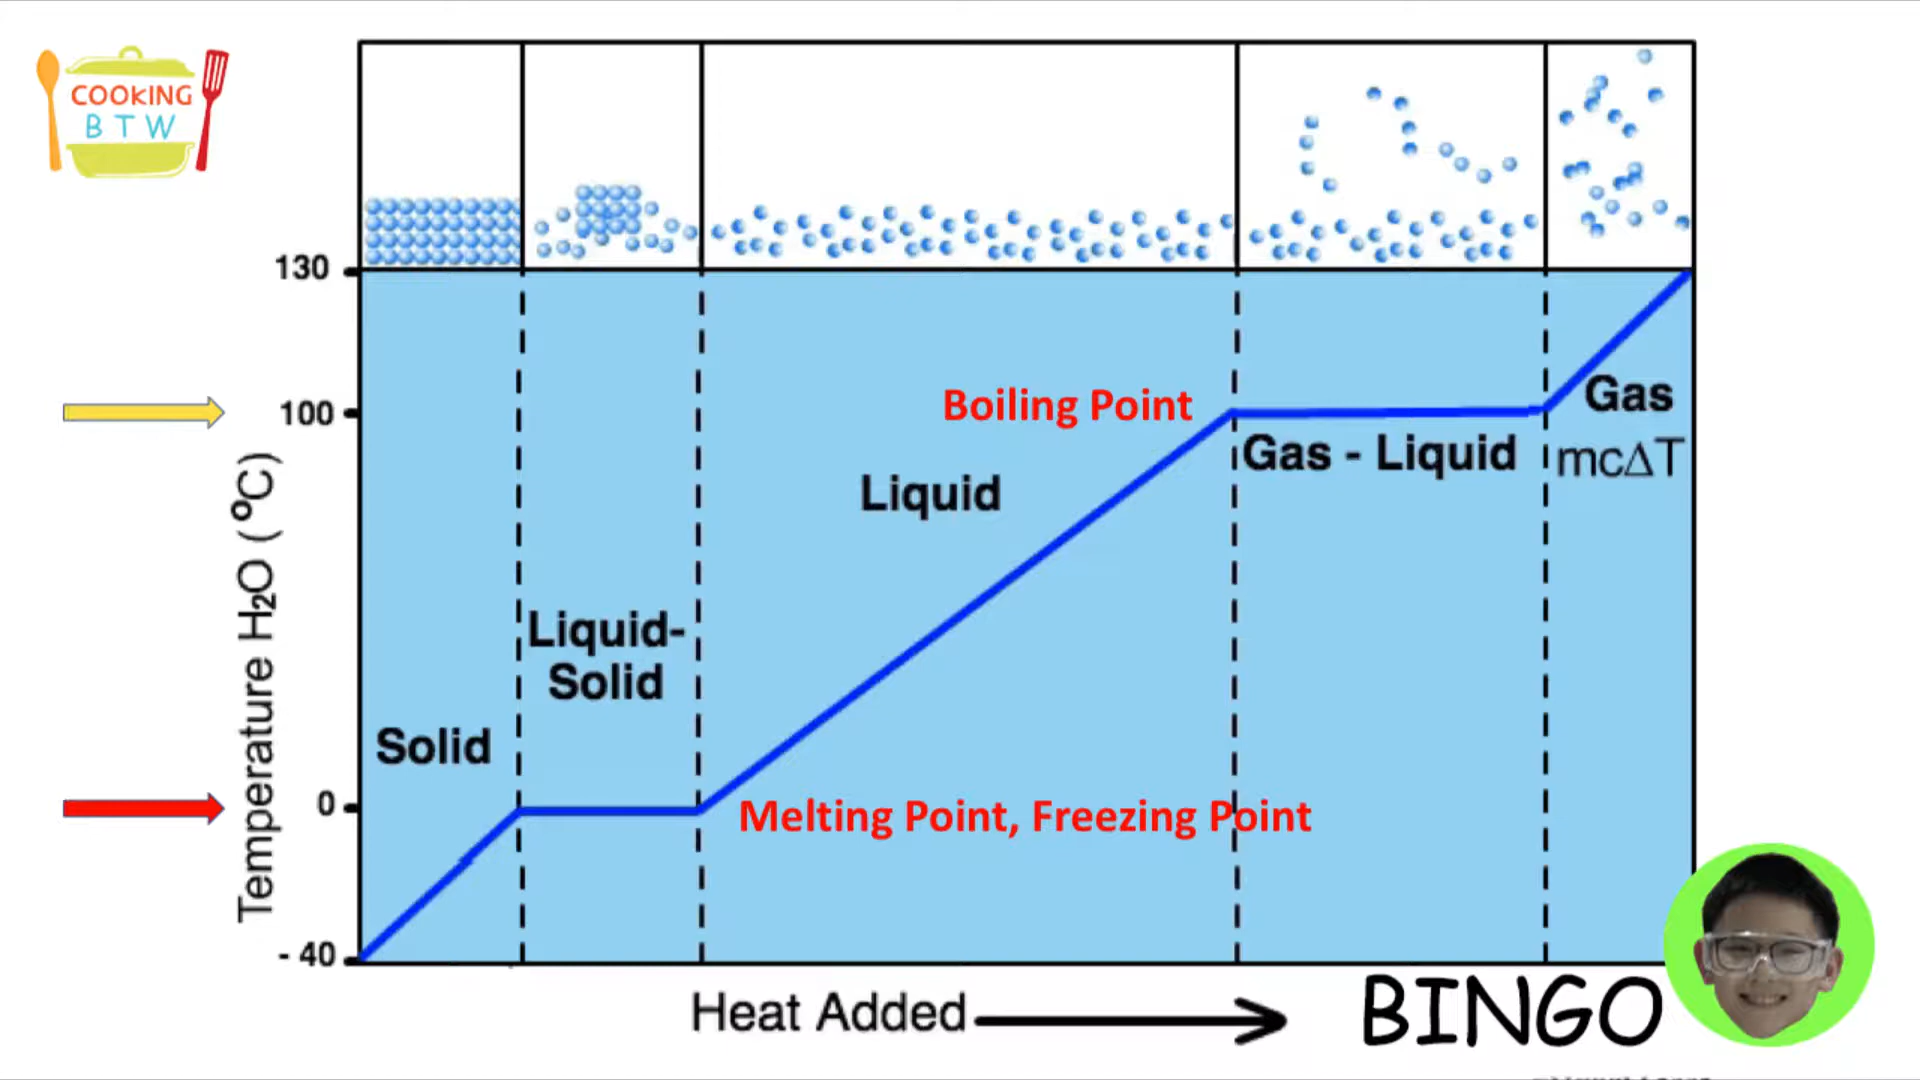 COOKING
BTW
130
100
Boiling Point
Gas
Gas - Liquid
mcΔT
Liquid
Temperature H₂O (°C)
Liquid-
Solid
Solid
0
Melting Point, Freezing Point
- 40
Heat Added
BINGO